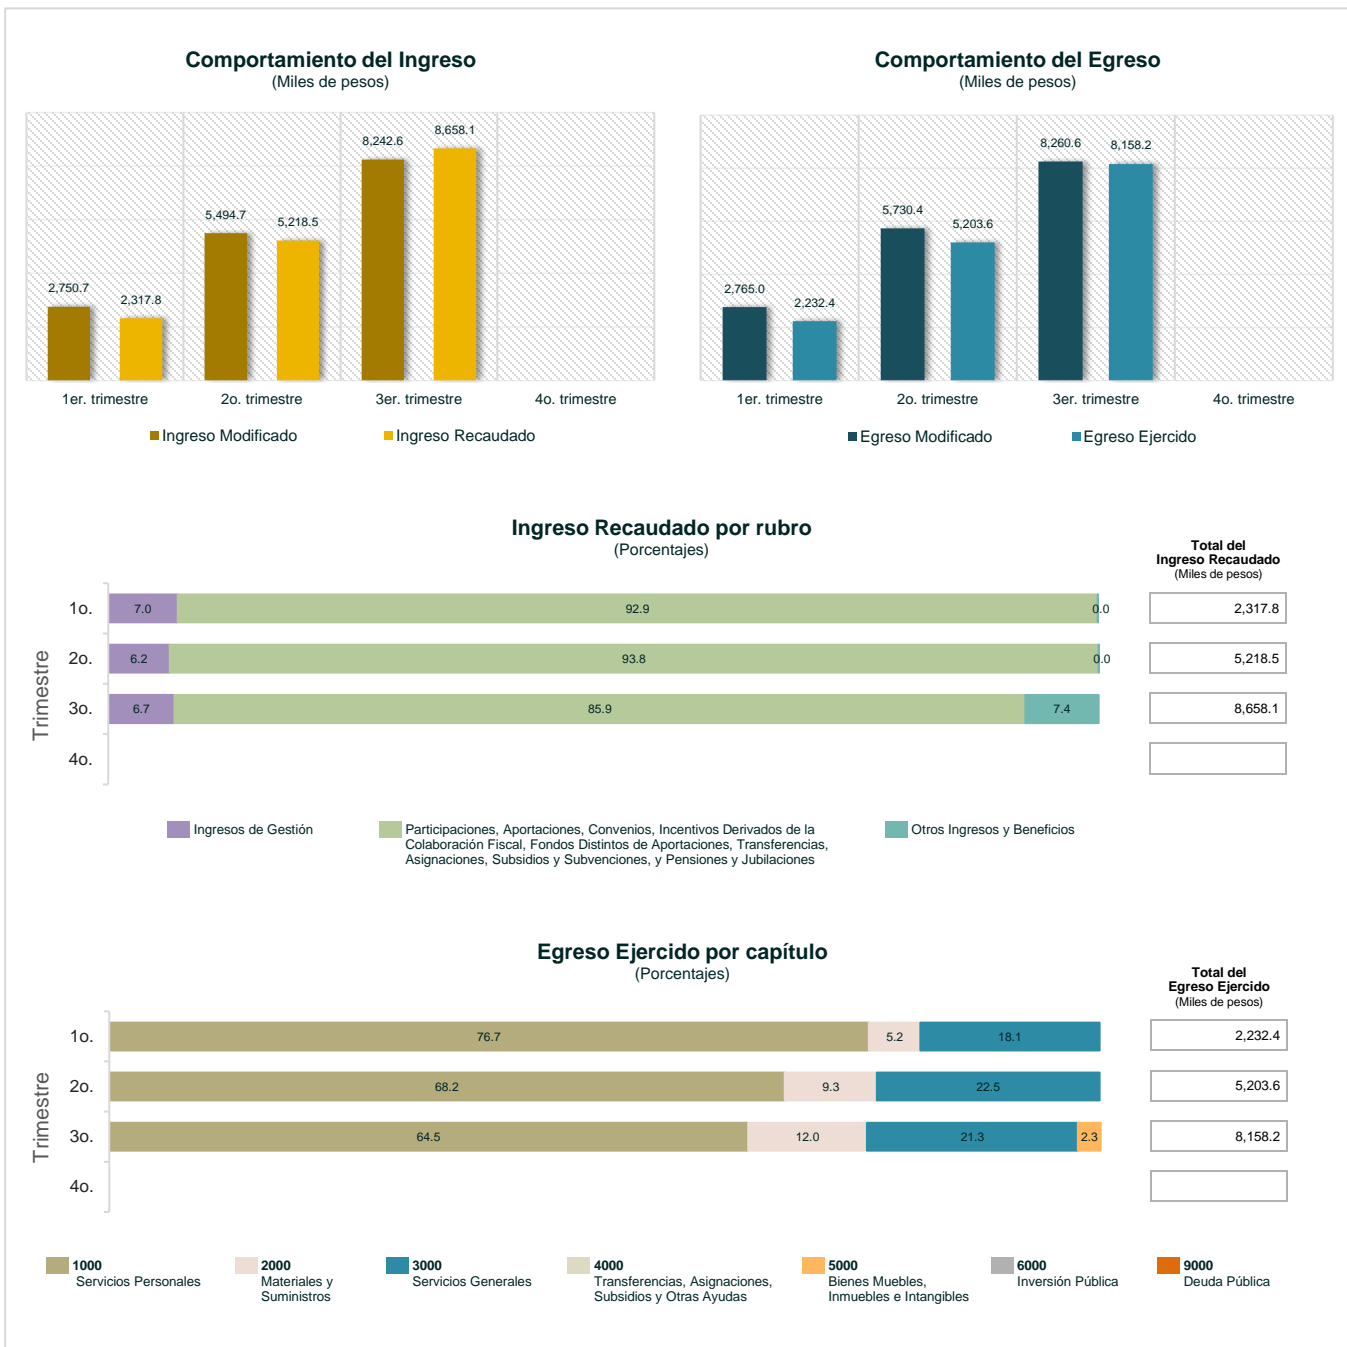 Comportamiento del Ingreso
(Miles de pesos)
2,750.7
2,317.8
5,494.7
5,218.5
8,242.6
8,658.1
1er. trimestre
2o. trimestre
3er. trimestre
4o. trimestre
Ingreso Modificado
Ingreso Recaudado
Comportamiento del Egreso
(Miles de pesos)
2,765.0
2,232.4
5,730.4
5,203.6
8,260.6
8,158.2
1er. trimestre
2o. trimestre
3er. trimestre
4o. trimestre
Egreso Modificado
Egreso Ejercido
Ingreso Recaudado por rubro
(Porcentajes)
Total del
Ingreso Recaudado
(Miles de pesos)
Trimestre
1o.
7.0
92.9
0.0
2,317.8
2o.
6.2
93.8
0.0
5,218.5
3o.
6.7
85.9
7.4
8,658.1
4o.
Ingresos de Gestión
Participaciones, Aportaciones, Convenios, Incentivos Derivados de la
Colaboración Fiscal, Fondos Distintos de Aportaciones, Transferencias,
Asignaciones, Subsidios y Subvenciones, y Pensiones y Jubilaciones
Otros Ingresos y Beneficios
Egreso Ejercido por capítulo
(Porcentajes)
Total del
Egreso Ejercido
(Miles de pesos)
Trimestre
1o.
76.7
5.2
18.1
2,232.4
2o.
68.2
9.3
22.5
5,203.6
3o.
64.5
12.0
21.3
2.3
8,158.2
4o.
1000
Servicios Personales
2000
Materiales y
Suministros
3000
Servicios Generales
4000
Transferencias, Asignaciones,
Subsidios y Otras Ayudas
5000
Bienes Muebles,
Inmuebles e Intangibles
6000
Inversión Pública
9000
Deuda Pública